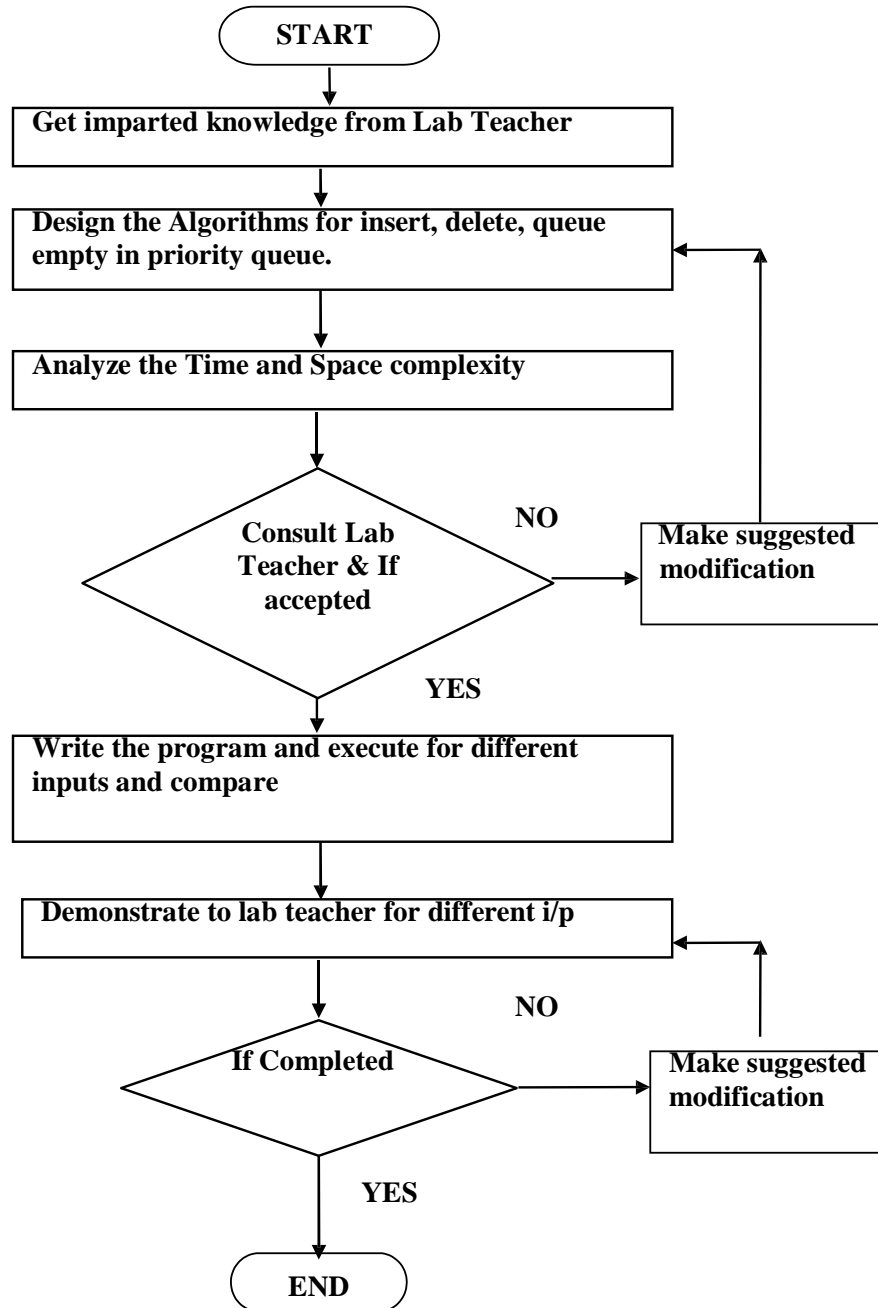 START
Get imparted knowledge from Lab Teacher
Design the Algorithms for insert, delete, queue
empty in priority queue.
Analyze the Time and Space complexity
Consult Lab
Teacher & If
accepted
NO
Make suggested
modification
YES
Write the program and execute for different
inputs and compare
Demonstrate to lab teacher for different i/p
If Completed
NO
Make suggested
modification
YES
END